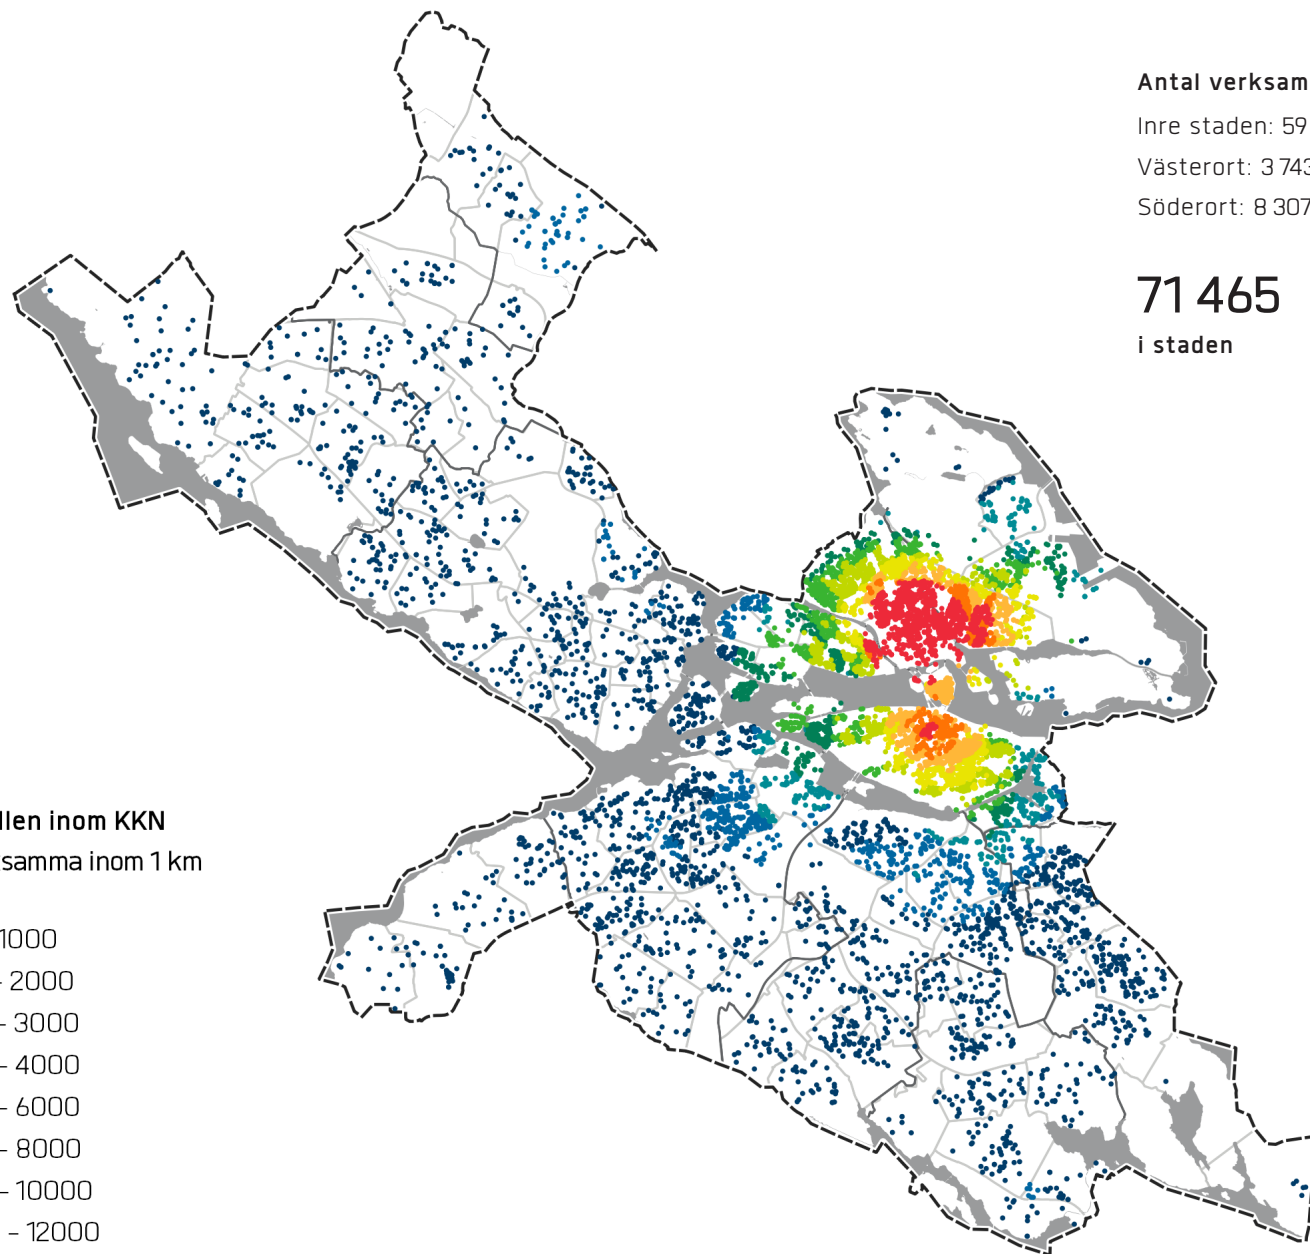 Antal verksam
Inre staden: 59
Västerort: 3 743
Söderort: 8 307
71 465
i staden
llen inom KKN
samma inom 1 km
1000
- 2000
- 3000
- 4000
- 6000
- 8000
- 10000
- 12000